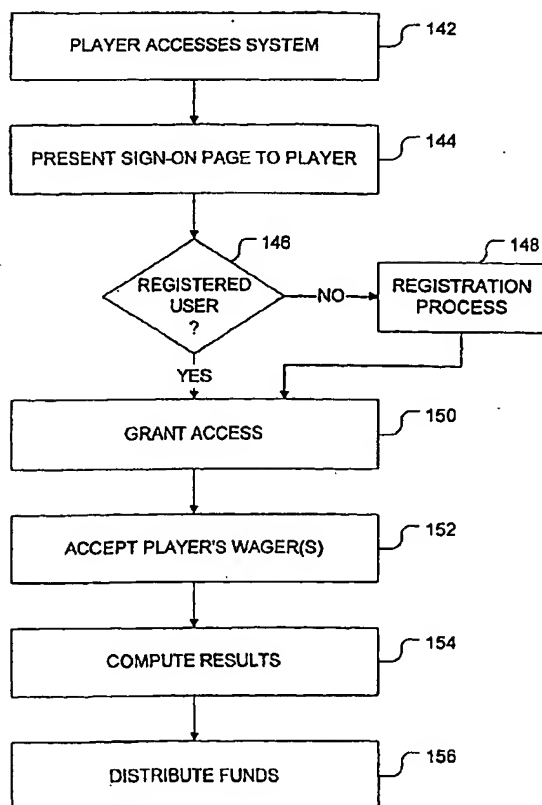 PLAYER ACCESSES SYSTEM
142
PRESENT SIGN-ON PAGE TO PLAYER
144
146
REGISTERED
USER
?
NO
148
REGISTRATION
PROCESS
YES
GRANT ACCESS
150
ACCEPT PLAYER'S WAGER(S)
152
COMPUTE RESULTS
154
DISTRIBUTE FUNDS
156